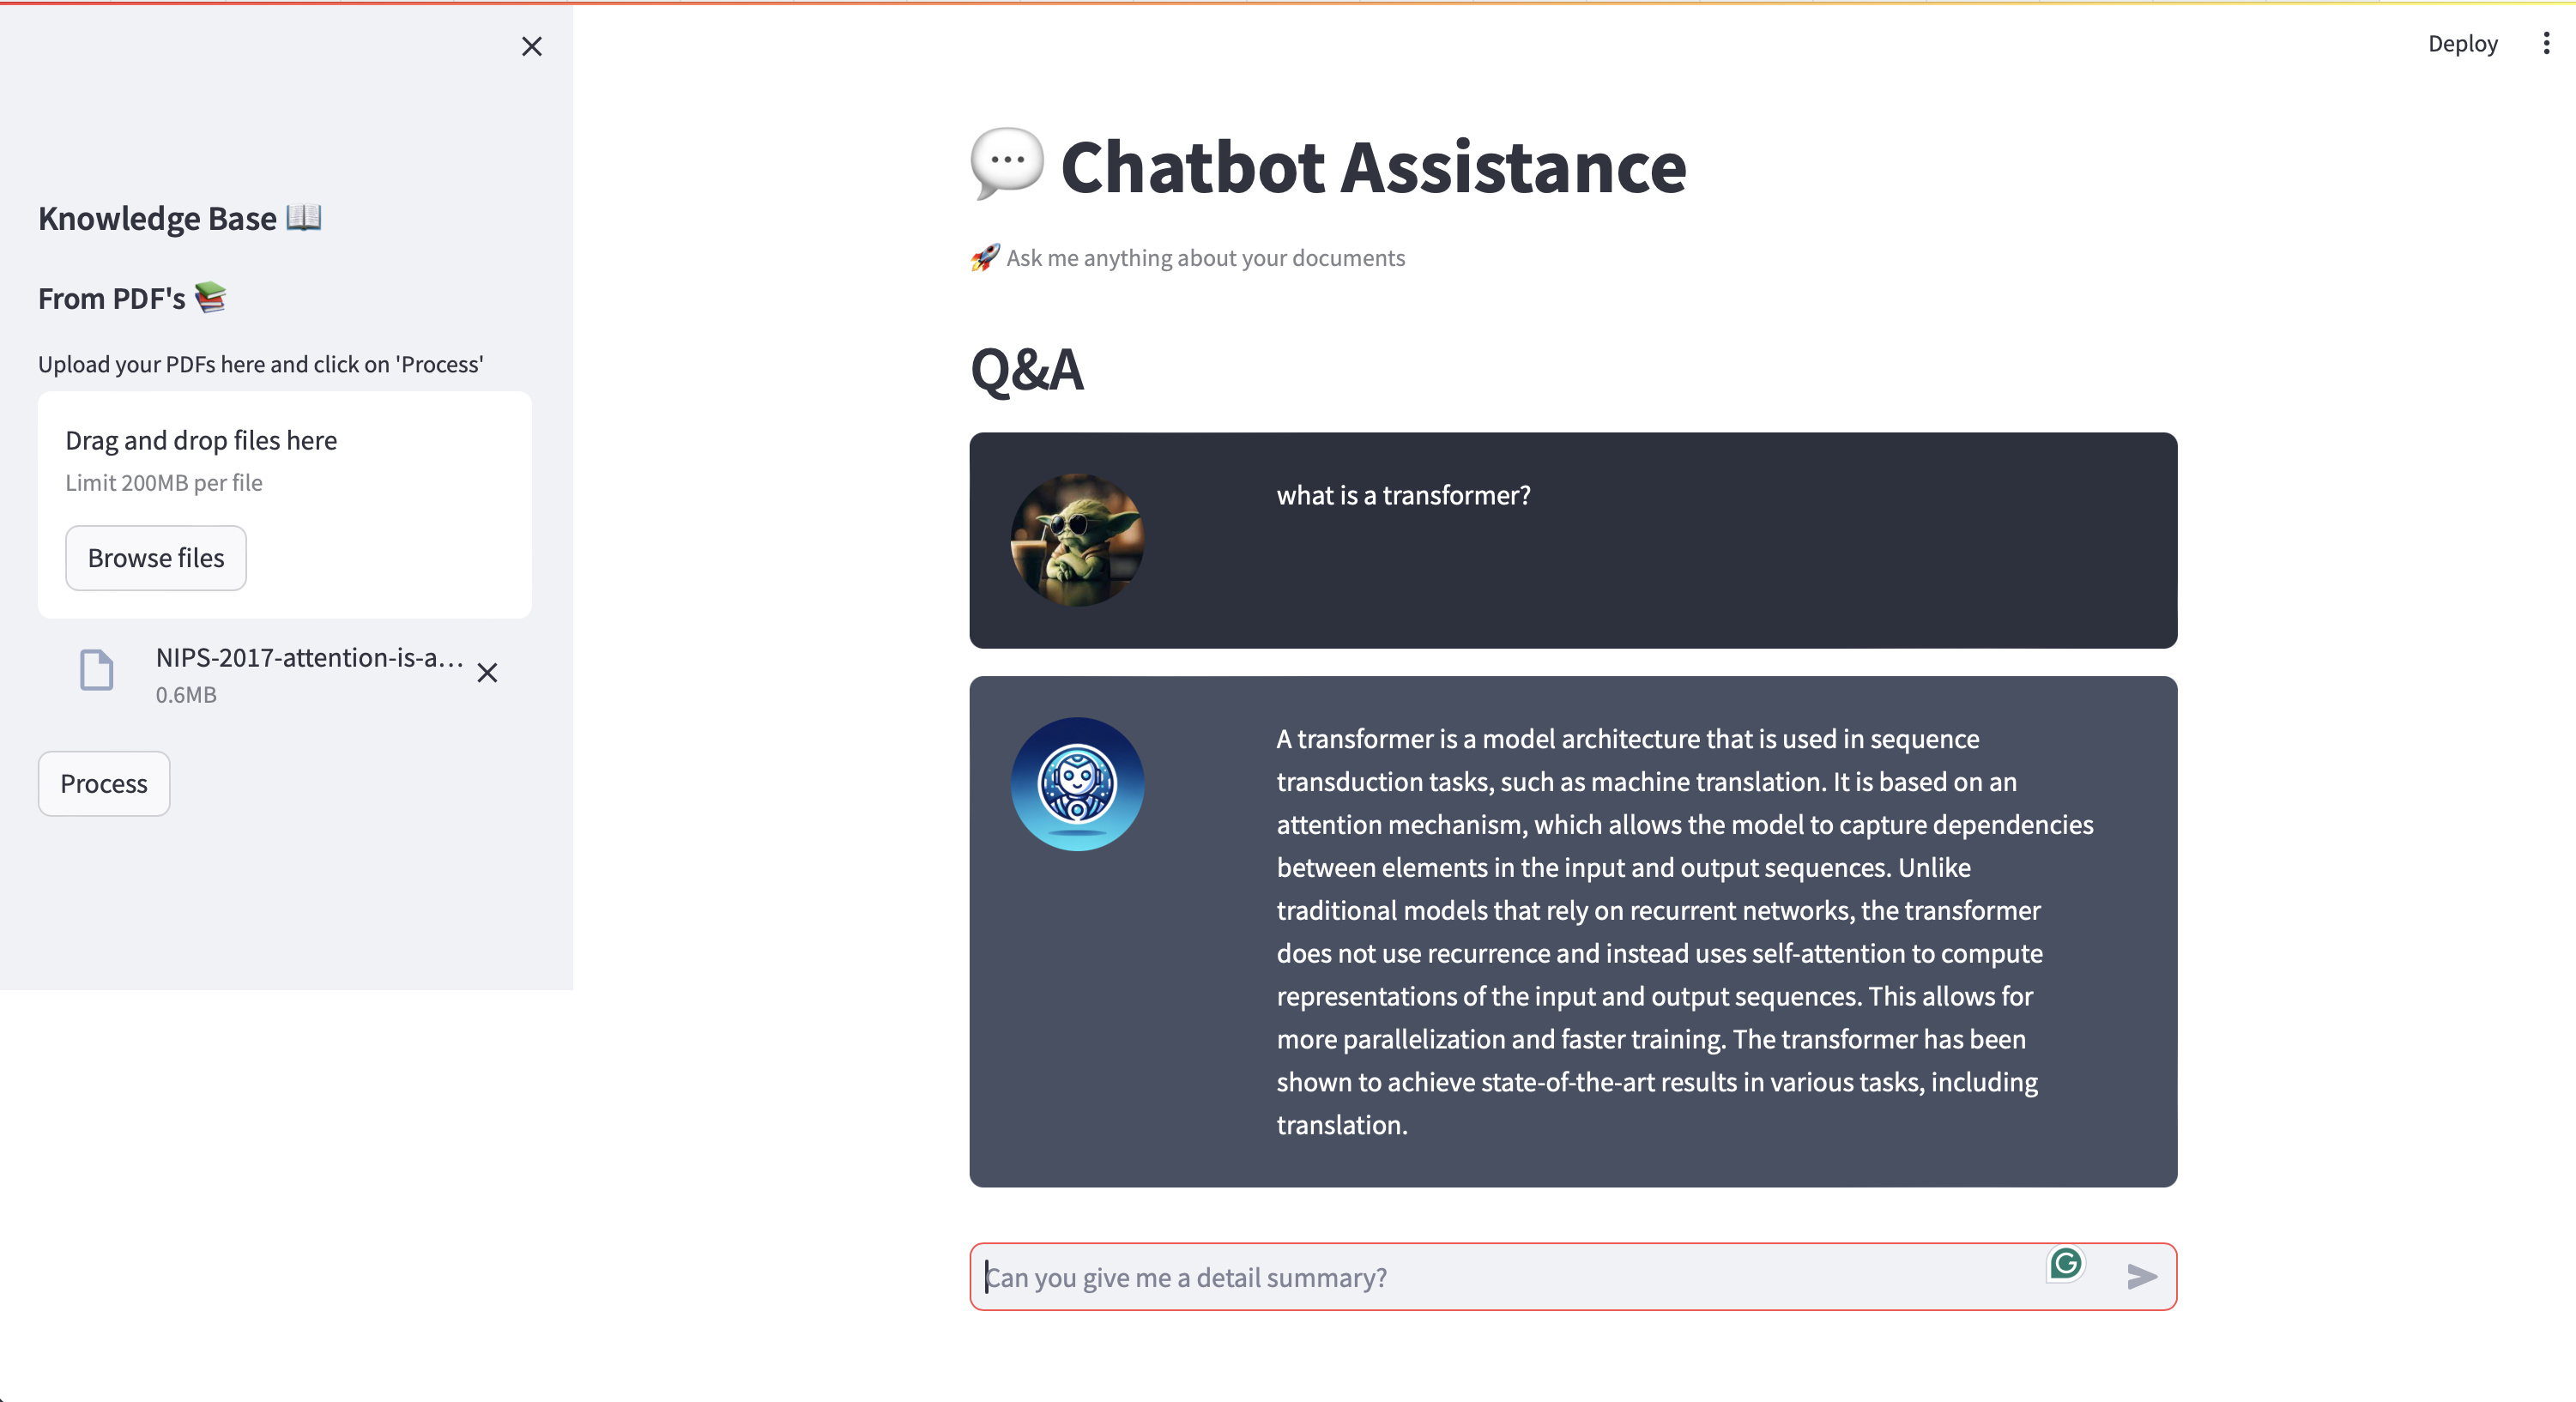 Deploy
Knowledge Base
From PDF's
Upload your PDFs here and click on 'Process'
Drag and drop files here
Limit 200MB per file
Browse files
NIPS-2017-attention-is-a...
0.6MB
Process
Chatbot Assistance
Ask me anything about your documents
Q&A
what is a transformer?
A transformer is a model architecture that is used in sequence
transduction tasks, such as machine translation. It is based on an
attention mechanism, which allows the model to capture dependencies
between elements in the input and output sequences. Unlike
traditional models that rely on recurrent networks, the transformer
does not use recurrence and instead uses self-attention to compute
representations of the input and output sequences. This allows for
more parallelization and faster training. The transformer has been
shown to achieve state-of-the-art results in various tasks, including
translation.
Can you give me a detail summary?